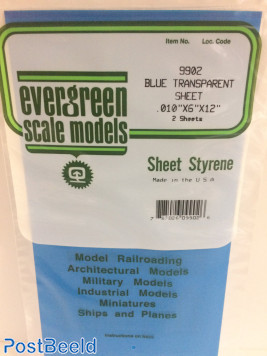 Item No. Loc. Code
9902
BLUE TRANSPARENT
SHEET
.010"X6"X12"
2 Sheets
evergreen
scale models
Sheet Styrene
Made in the U S A
Model Railroading
Architectural Models
Military Models
Industrial Models
Miniatures
Ships and Planes
PostBeeld